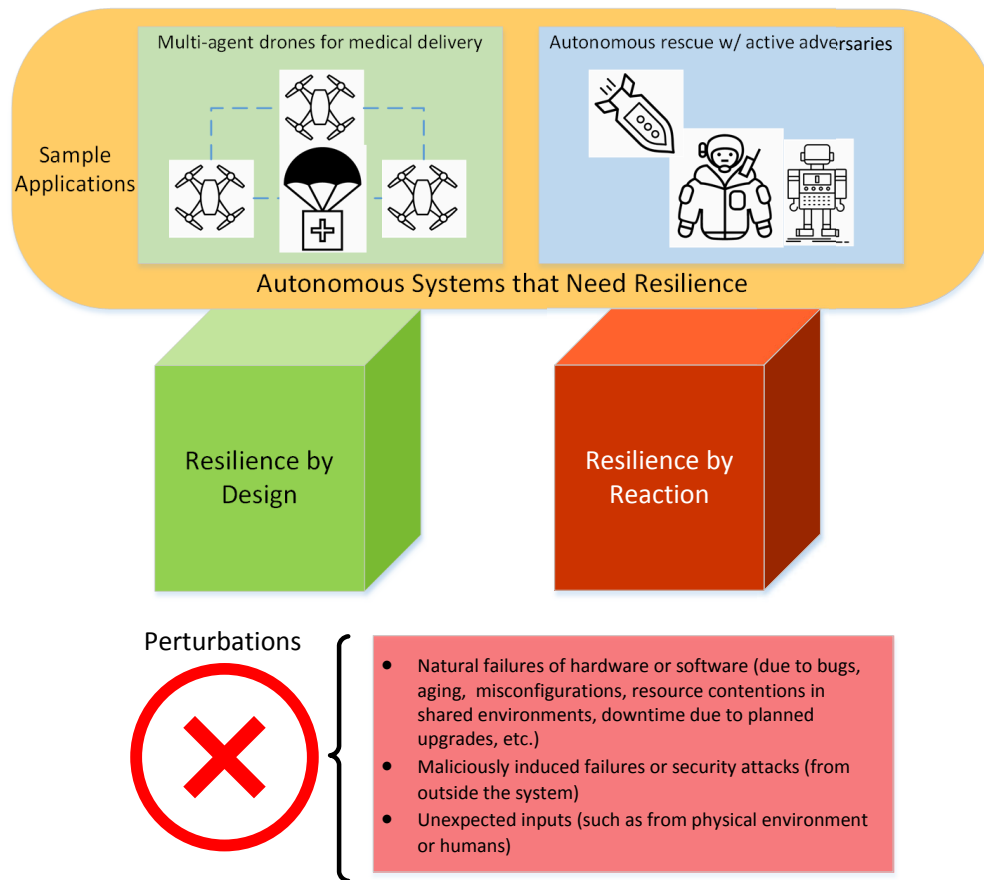 Multi-agent drones for medical delivery
Autonomous rescue w/ active adversaries
Sample
Applications
Autonomous Systems that Need Resilience
Resilience by
Design
Resilience by
Reaction
Perturbations
• Natural failures of hardware or software (due to bugs,
aging, misconfigurations, resource contentions in
shared environments, downtime due to planned
upgrades, etc.)
• Maliciously induced failures or security attacks (from
outside the system)
• Unexpected inputs (such as from physical environment
or humans)